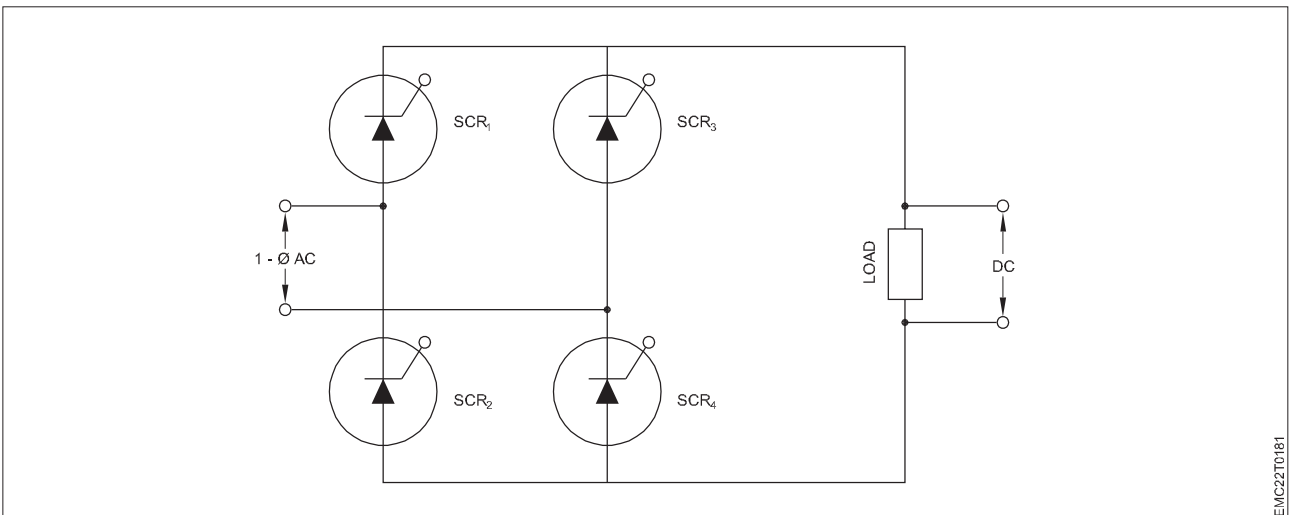 SCR₁
SCR₃
1 - Ø AC
LOAD
DC
SCR₂
SCR₄
EMC22T0181